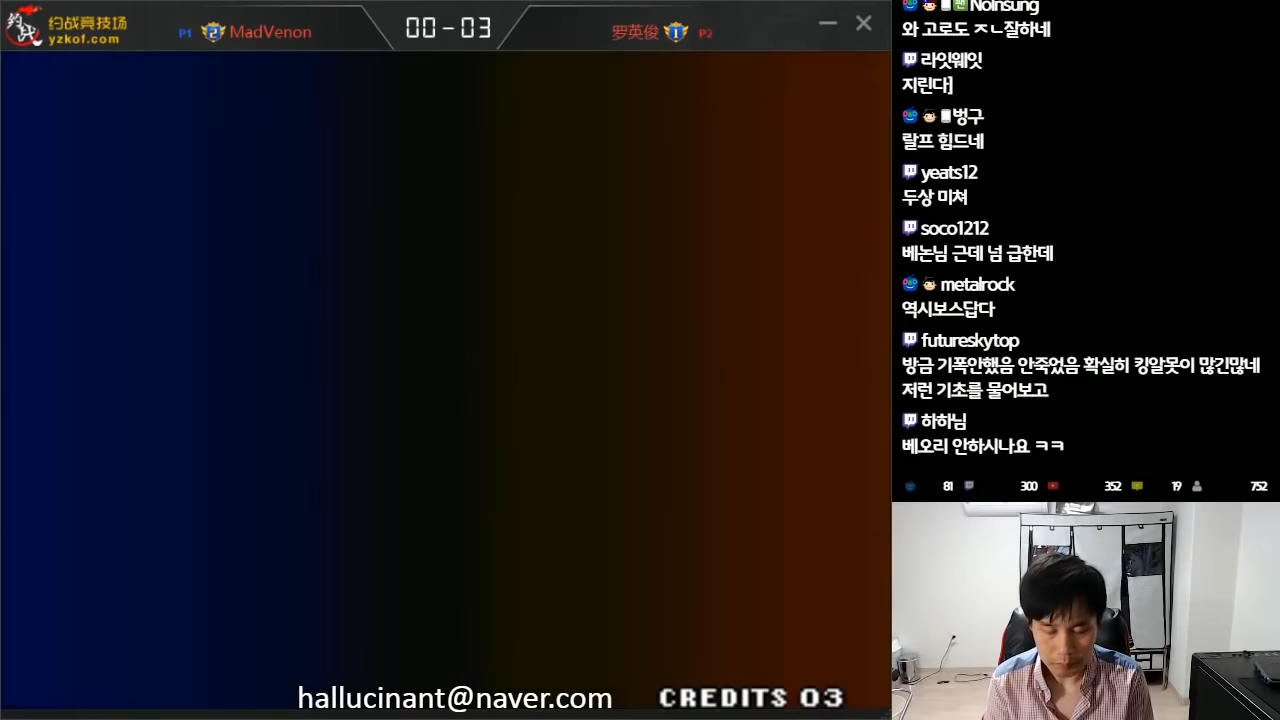 约战
约战竞技场
yzkof.com
P1
2
MadVenon
00-03
罗英俊
1
P2
팬
NoInsung
와 고로도 ㅈㄴ잘하네
라잇웨잇
지린다]
벙구
랄프 힘드네
yeats12
두상 미쳐
soco1212
베논님 근데 넘 급한데
metalrock
역시보스답다
futureskytop
방금 기폭안했음 안죽었음 확실히 킹알못이 많긴많네
저런 기초를 물어보고
하하님
베오리 안하시나요 ㅋㅋ
81 300 352 19 752
hallucinant@naver.com
CREDITS 03